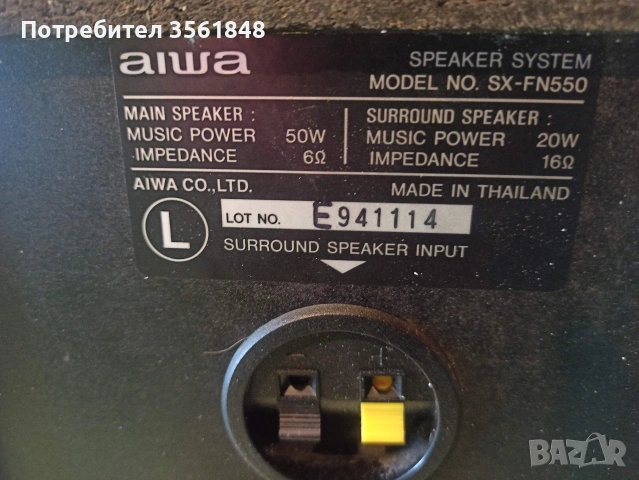 Потребител 3561848
aiwa
SPEAKER SYSTEM
MODEL NO. SX-FN550
MAIN SPEAKER :
MUSIC POWER 50W
IMPEDANCE 6Ω
SURROUND SPEAKER :
MUSIC POWER 20W
IMPEDANCE 16Ω
AIWA CO.,LTD.
MADE IN THAILAND
L
LOT NO. E941114
SURROUND SPEAKER INPUT
- +
BAZAR